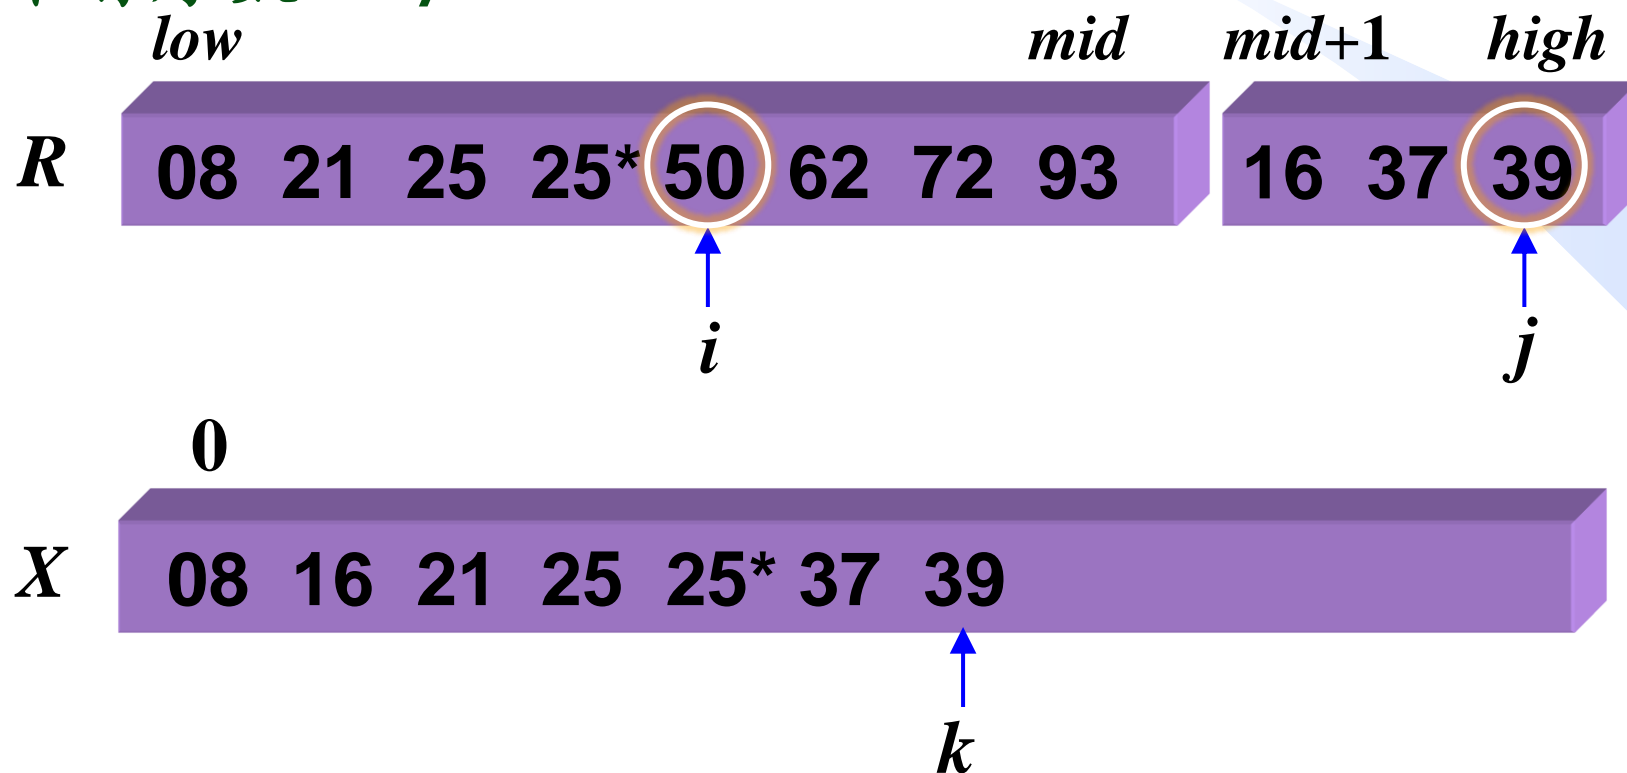 low mid mid+1 high
R 08 21 25 25* 50 62 72 93 16 37 39
i j
0
X 08 16 21 25 25* 37 39
k